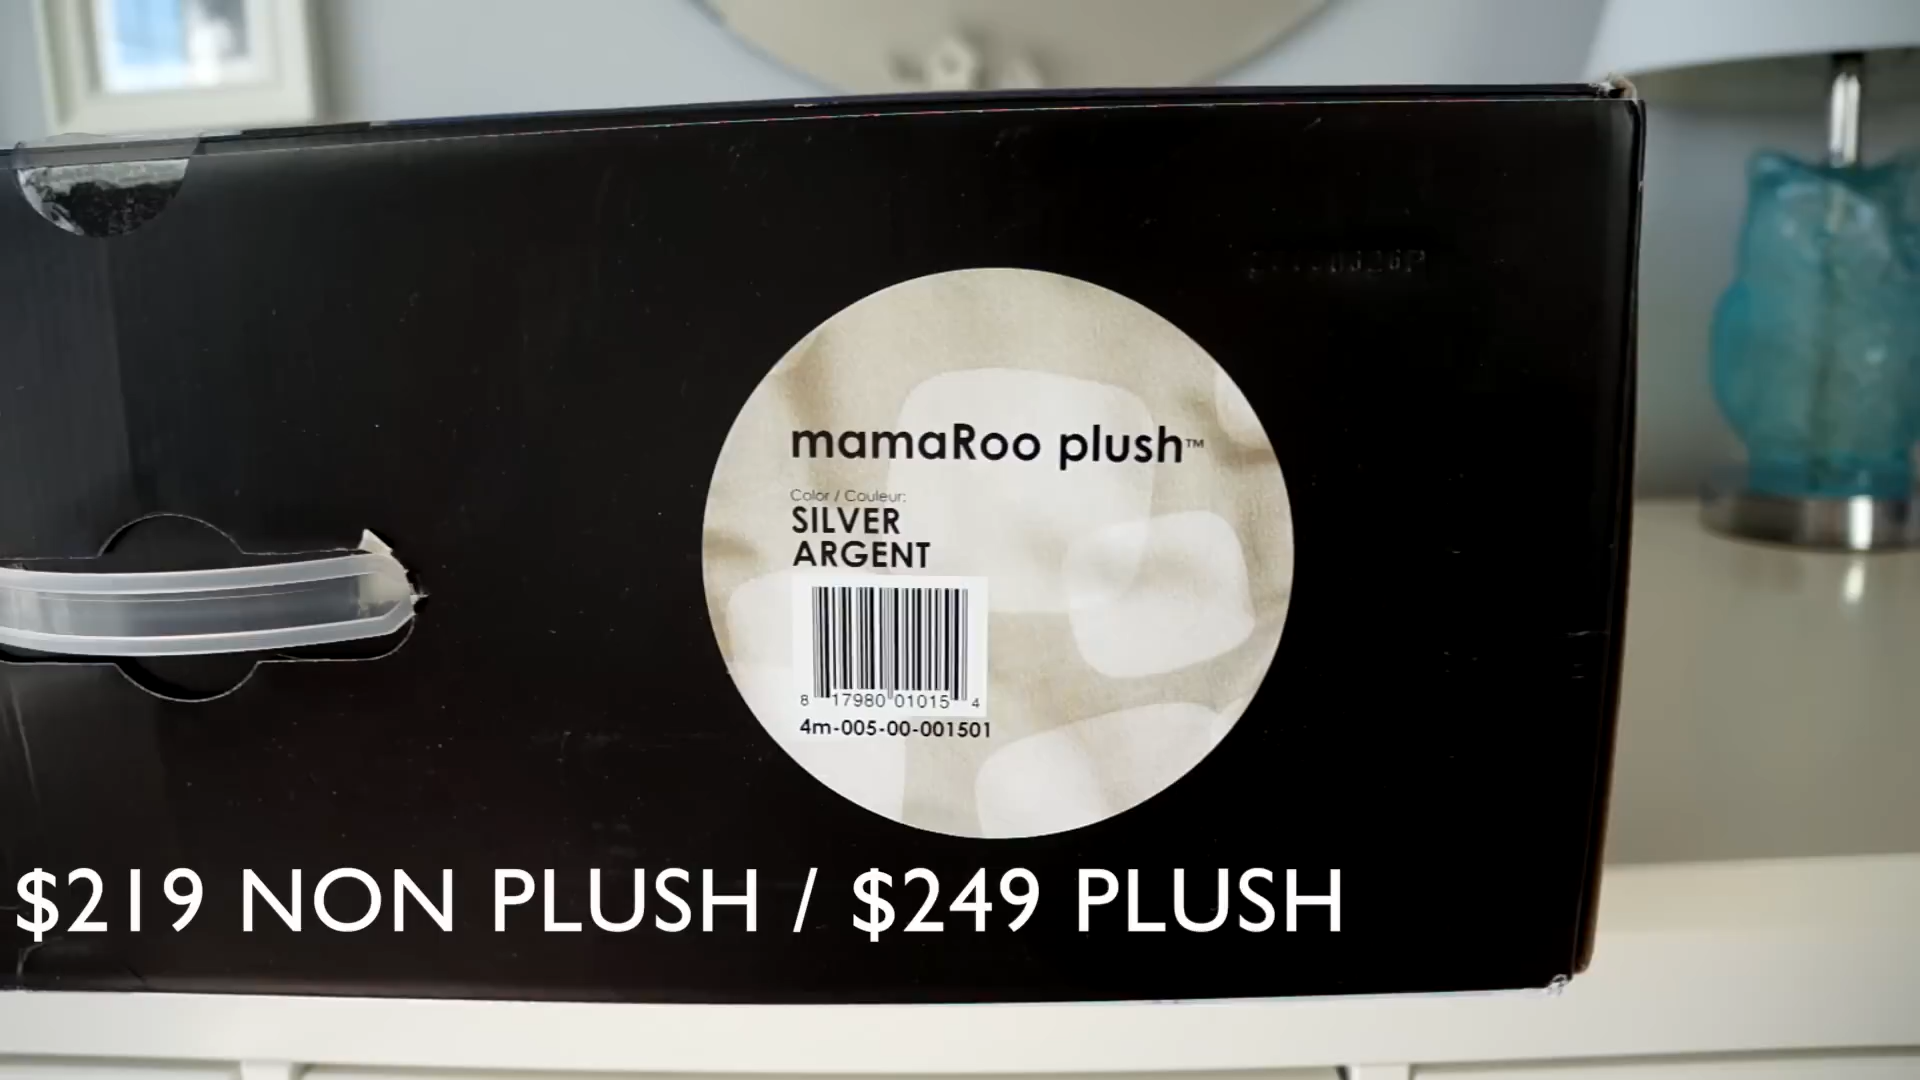 mamaRoo plush™
Color / Couleur:
SILVER
ARGENT
8 17980 01015 4
4m-005-00-001501
$219 NON PLUSH / $249 PLUSH